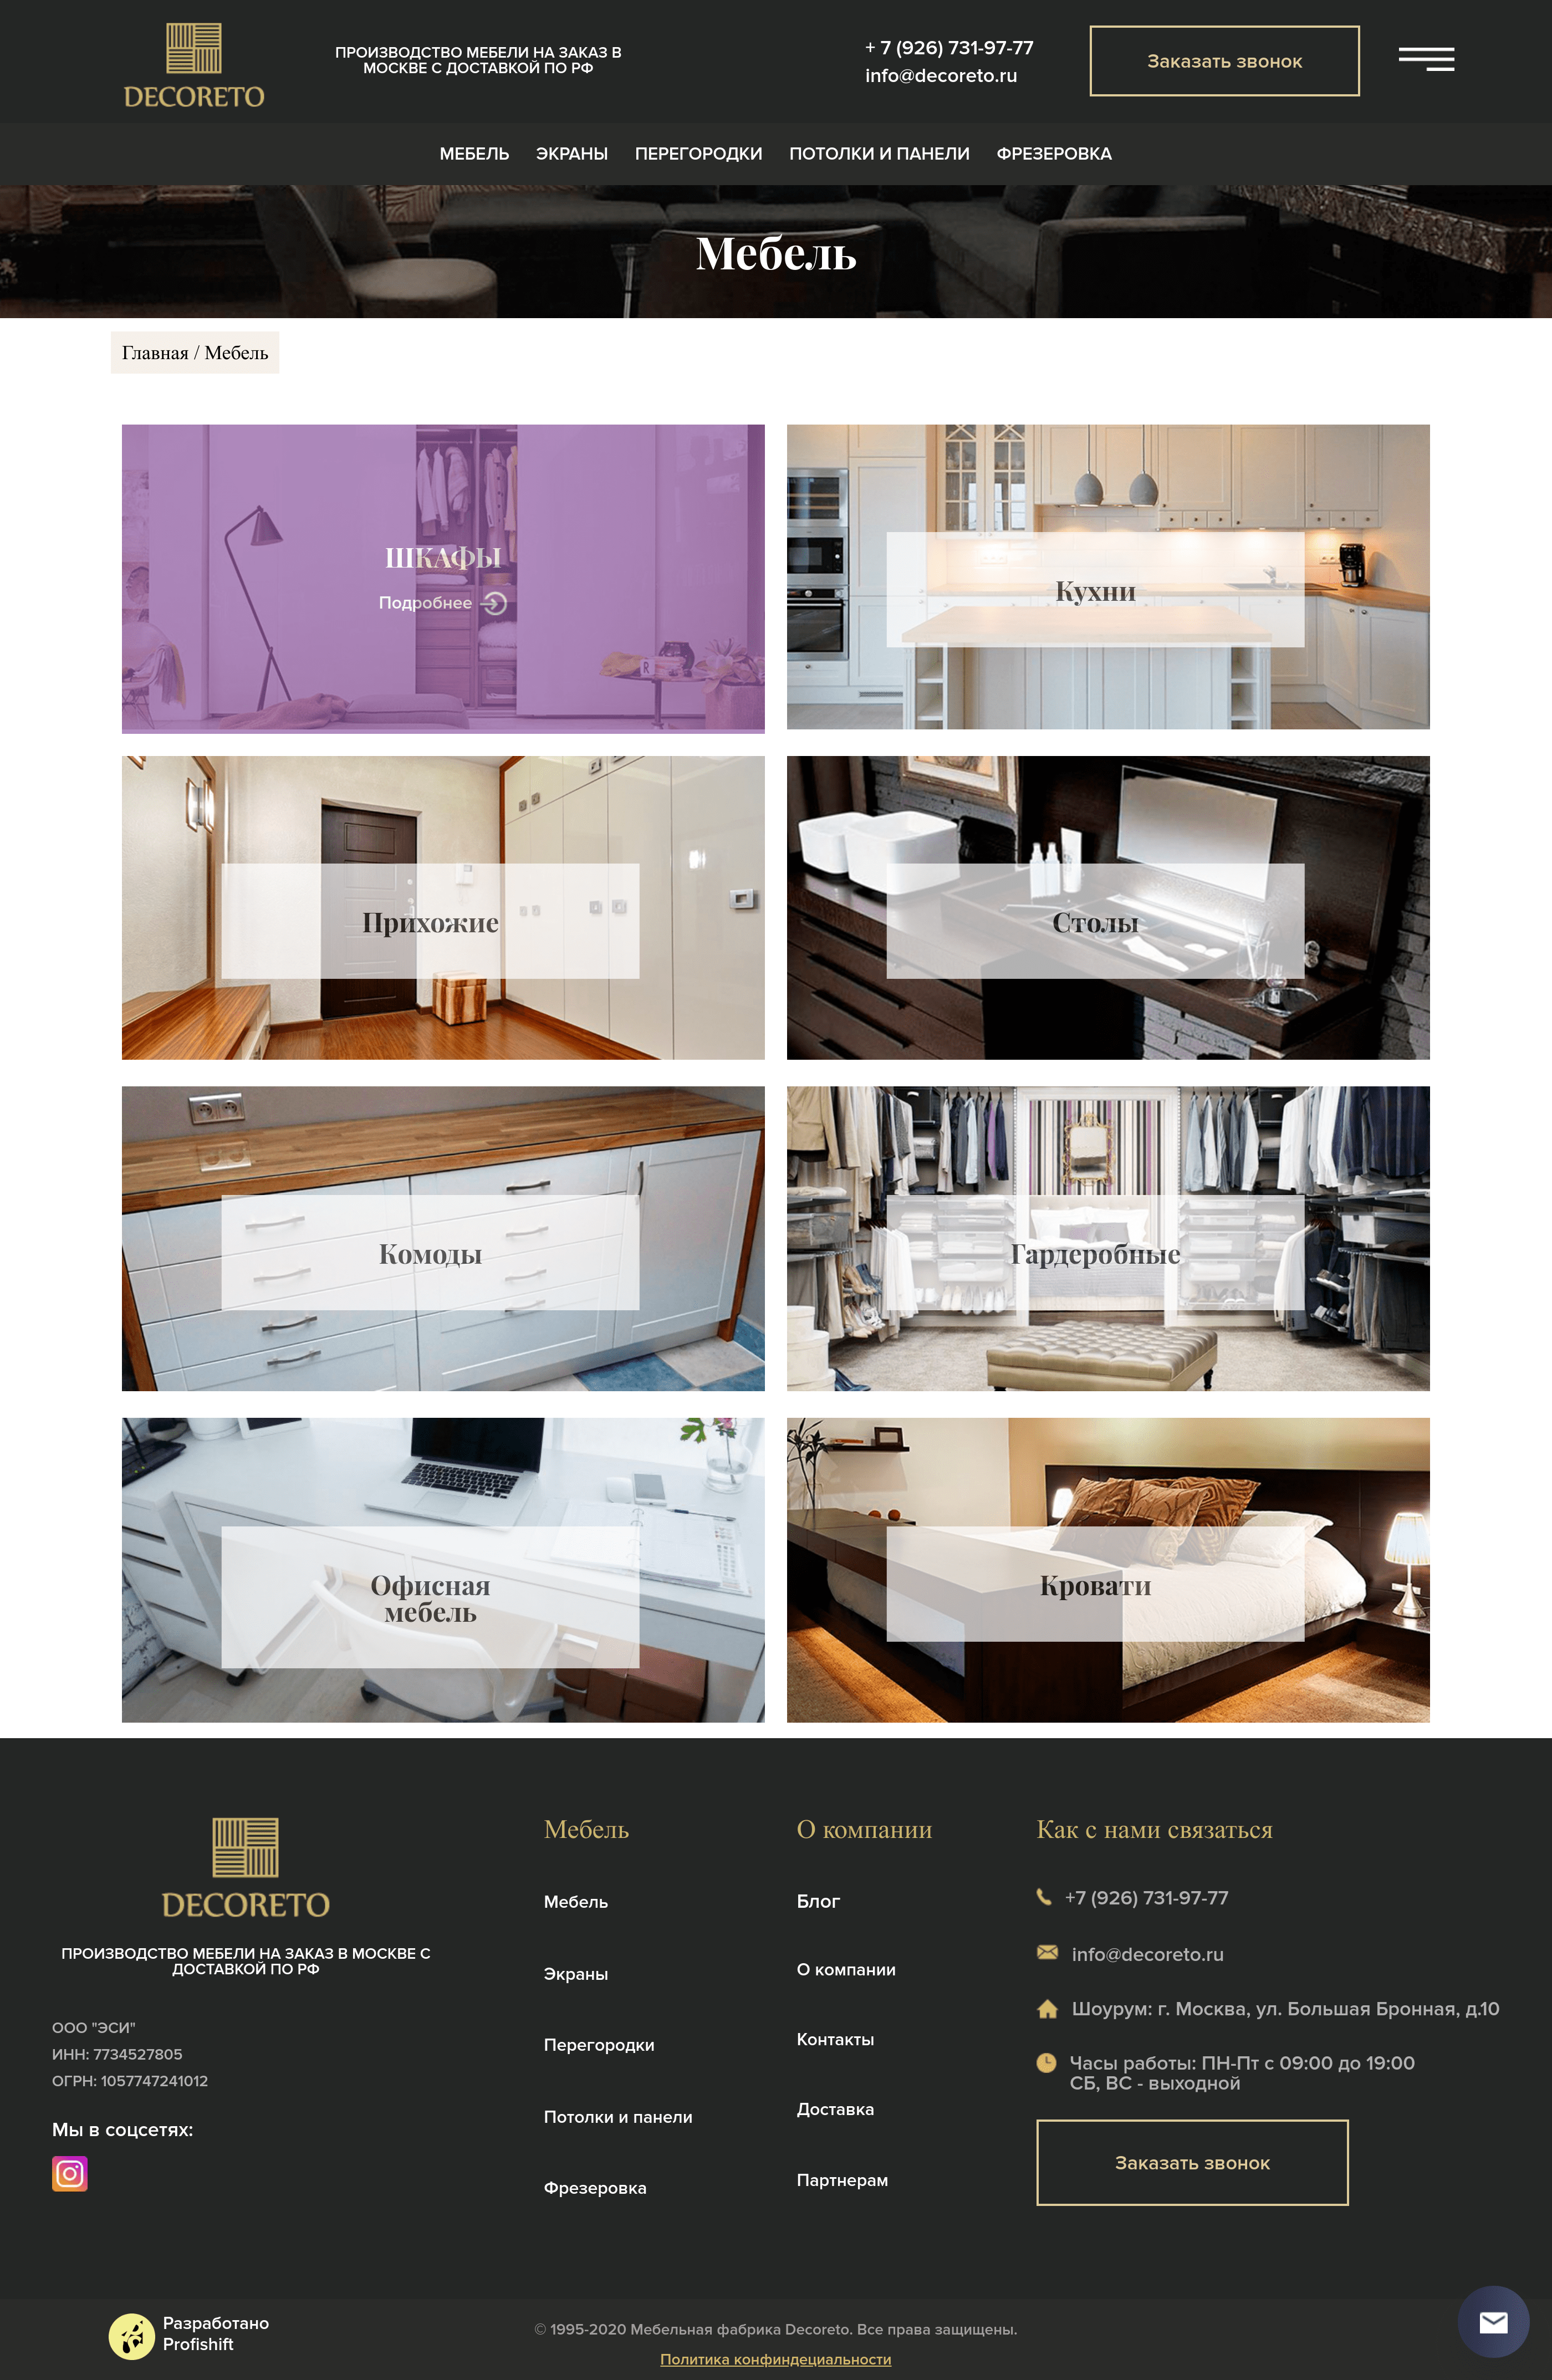 DECORETO
ПРОИЗВОДСТВО МЕБЕЛИ НА ЗАКАЗ В
МОСКВЕ С ДОСТАВКОЙ ПО РФ
+ 7 (926) 731-97-77
info@decoreto.ru
Заказать звонок
МЕБЕЛЬ ЭКРАНЫ ПЕРЕГОРОДКИ ПОТОЛКИ И ПАНЕЛИ ФРЕЗЕРОВКА
Мебель
Главная / Мебель
ШКАФЫ
Подробнее
Кухни
Прихожие
Столы
Комоды
Гардеробные
Офисная
мебель
Кровати
DECORETO
ПРОИЗВОДСТВО МЕБЕЛИ НА ЗАКАЗ В МОСКВЕ С
ДОСТАВКОЙ ПО РФ
ООО "ЭСИ"
ИНН: 7734527805
ОГРН: 1057747241012
Мы в соцсетях:
Мебель
Мебель
Экраны
Перегородки
Потолки и панели
Фрезеровка
О компании
Блог
О компании
Контакты
Доставка
Партнерам
Как с нами связаться
+7 (926) 731-97-77
info@decoreto.ru
Шоурум: г. Москва, ул. Большая Бронная, д.10
Часы работы: ПН-Пт с 09:00 до 19:00
СБ, ВС - выходной
Заказать звонок
Разработано
Profishift
© 1995-2020 Мебельная фабрика Decoreto. Все права защищены.
Политика конфиндециальности